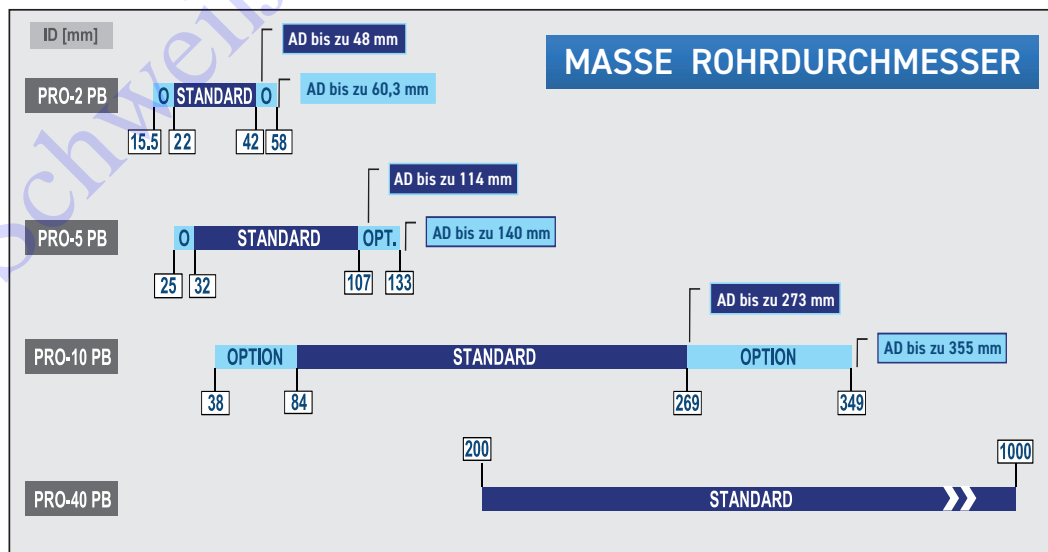 ID [mm]
MASSE ROHRDURCHMESSER
AD bis zu 48 mm
AD bis zu 60,3 mm
PRO-2 PB
O STANDARD O
15.5 22 42 58
AD bis zu 114 mm
AD bis zu 140 mm
PRO-5 PB
O STANDARD OPT.
25 32 107 133
AD bis zu 273 mm
AD bis zu 355 mm
PRO-10 PB
OPTION STANDARD OPTION
38 84 269 349
200 1000
PRO-40 PB
STANDARD